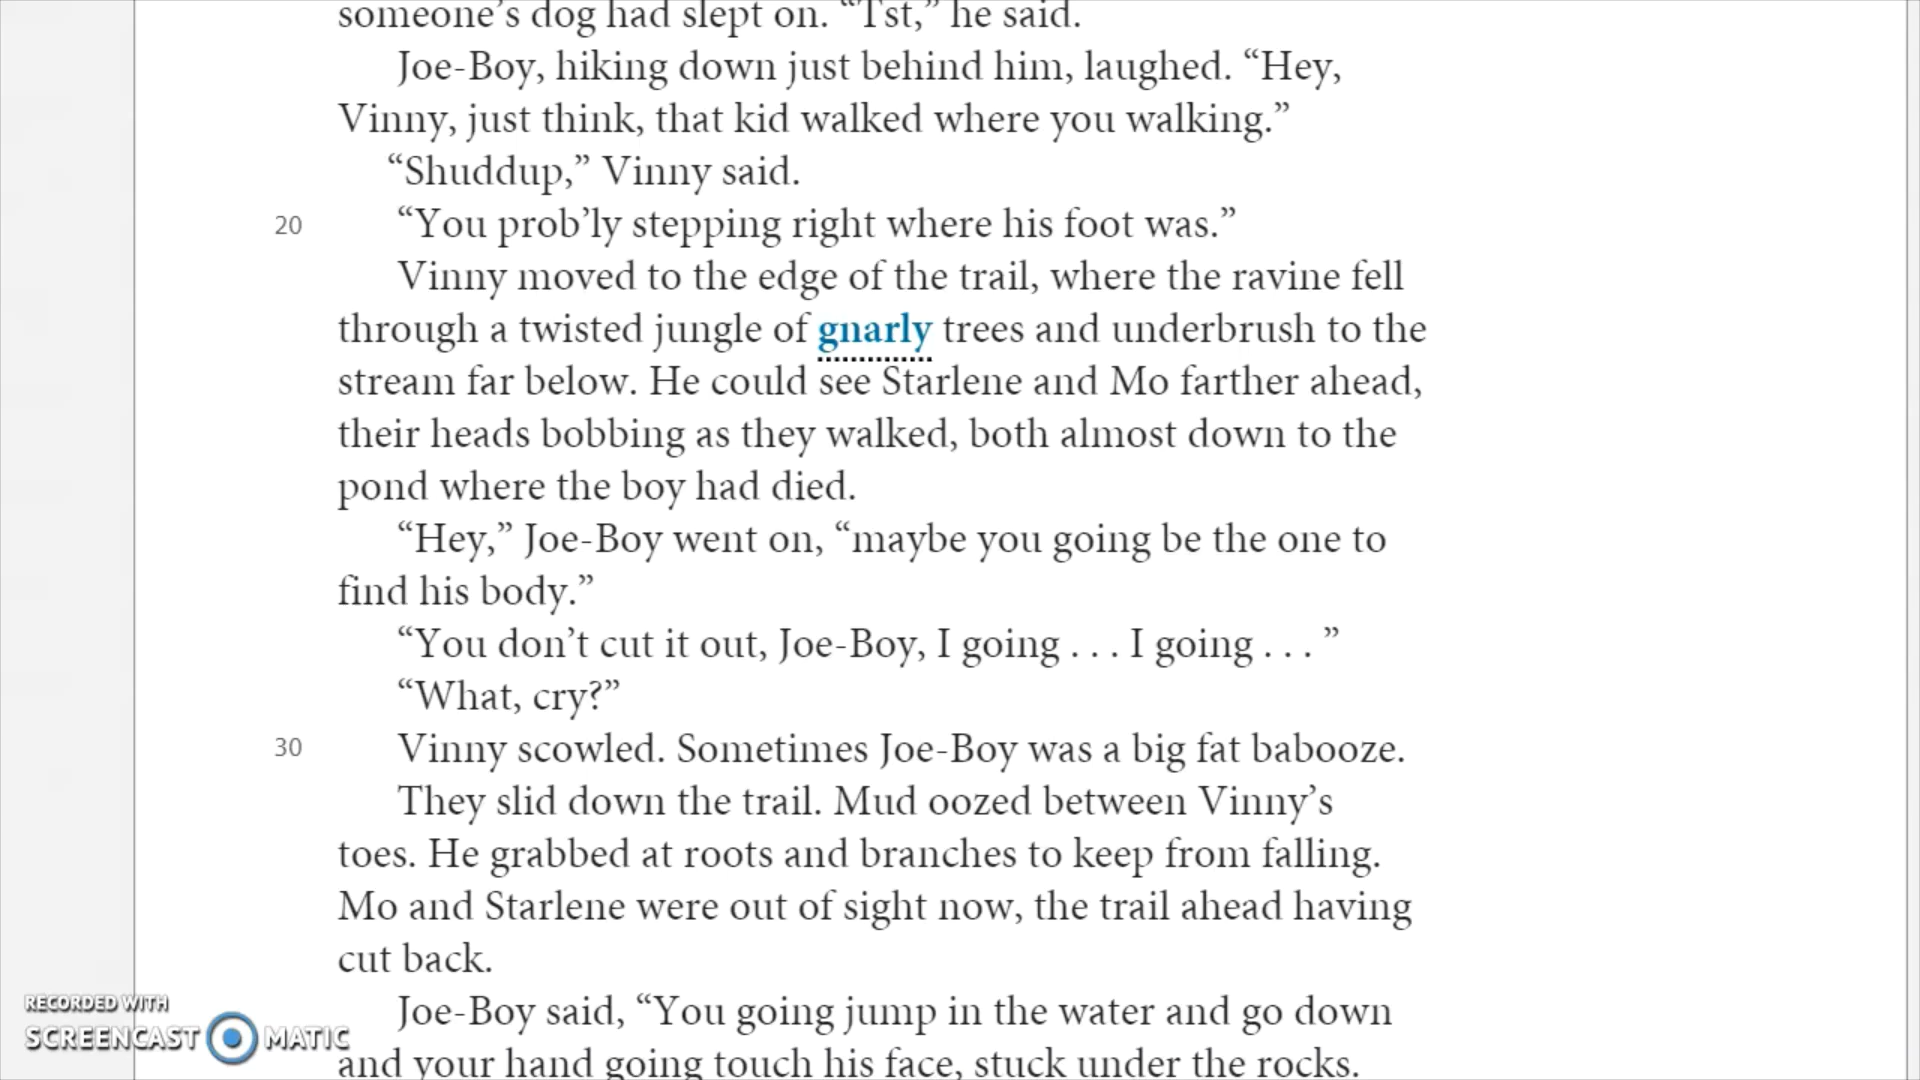 someone's dog had slept on. “Tst,” he said.
Joe-Boy, hiking down just behind him, laughed. “Hey,
Vinny, just think, that kid walked where you walking.”
“Shuddup,” Vinny said.
20 “You prob’ly stepping right where his foot was.”
Vinny moved to the edge of the trail, where the ravine fell
through a twisted jungle of gnarly trees and underbrush to the
stream far below. He could see Starlene and Mo farther ahead,
their heads bobbing as they walked, both almost down to the
pond where the boy had died.
“Hey,” Joe-Boy went on, “maybe you going be the one to
find his body.”
“You don’t cut it out, Joe-Boy, I going . . . I going . . . ”
“What, cry?”
30 Vinny scowled. Sometimes Joe-Boy was a big fat babooze.
They slid down the trail. Mud oozed between Vinny’s
toes. He grabbed at roots and branches to keep from falling.
Mo and Starlene were out of sight now, the trail ahead having
cut back.
Joe-Boy said, “You going jump in the water and go down
and your hand going touch his face, stuck under the rocks.
RECORDED WITH
SCREENCAST MATIC